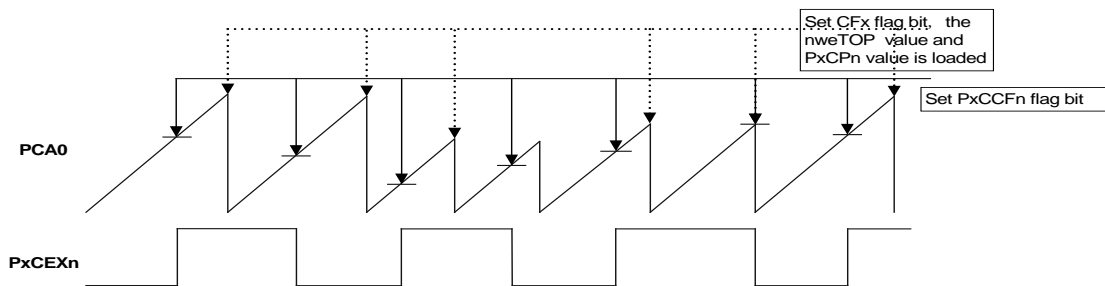 Set CFx flag bit, the
nweTOP value and
PxCPn value is loaded
Set PxCCFn flag bit
PCA0
PxCEXn